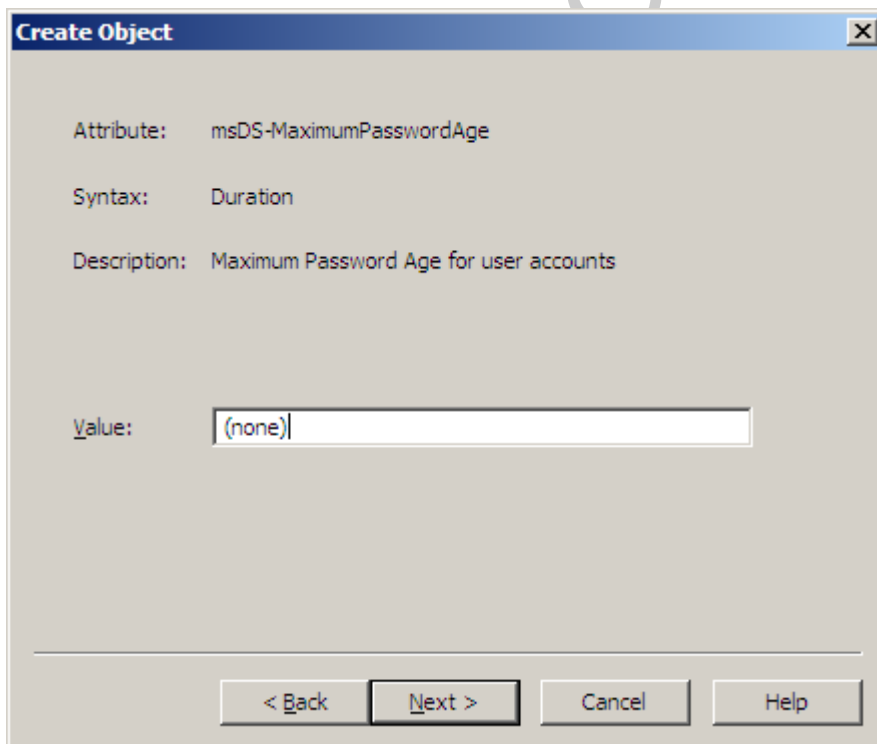 Create Object
Attribute: msDS-MaximumPasswordAge
Syntax: Duration
Description: Maximum Password Age for user accounts
Value: (none)
< Back Next > Cancel Help